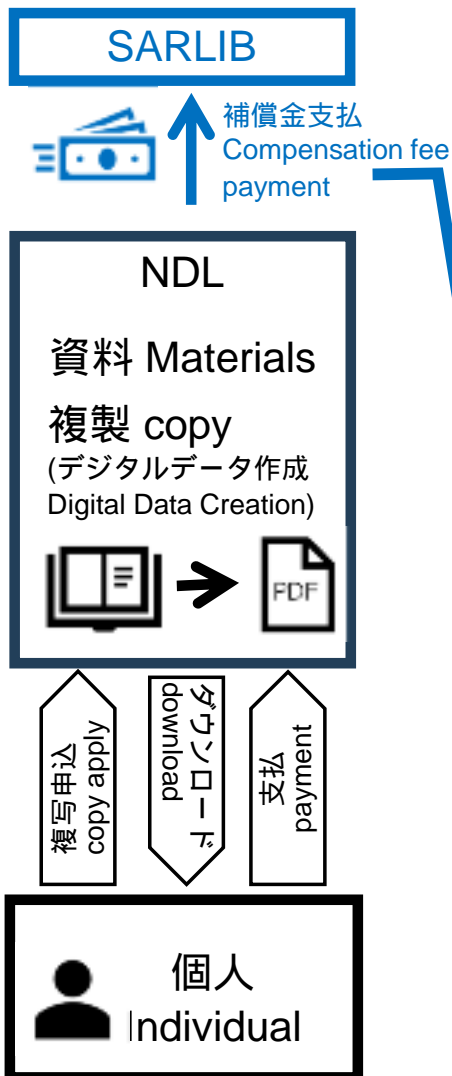 SARLIB
補償金支払
Compensation fee
payment
NDL
資料 Materials
複製 copy
(デジタルデータ作成
Digital Data Creation)
FDF
複写申込
copy apply
ダウンロード
download
支払
payment
個人
Individual